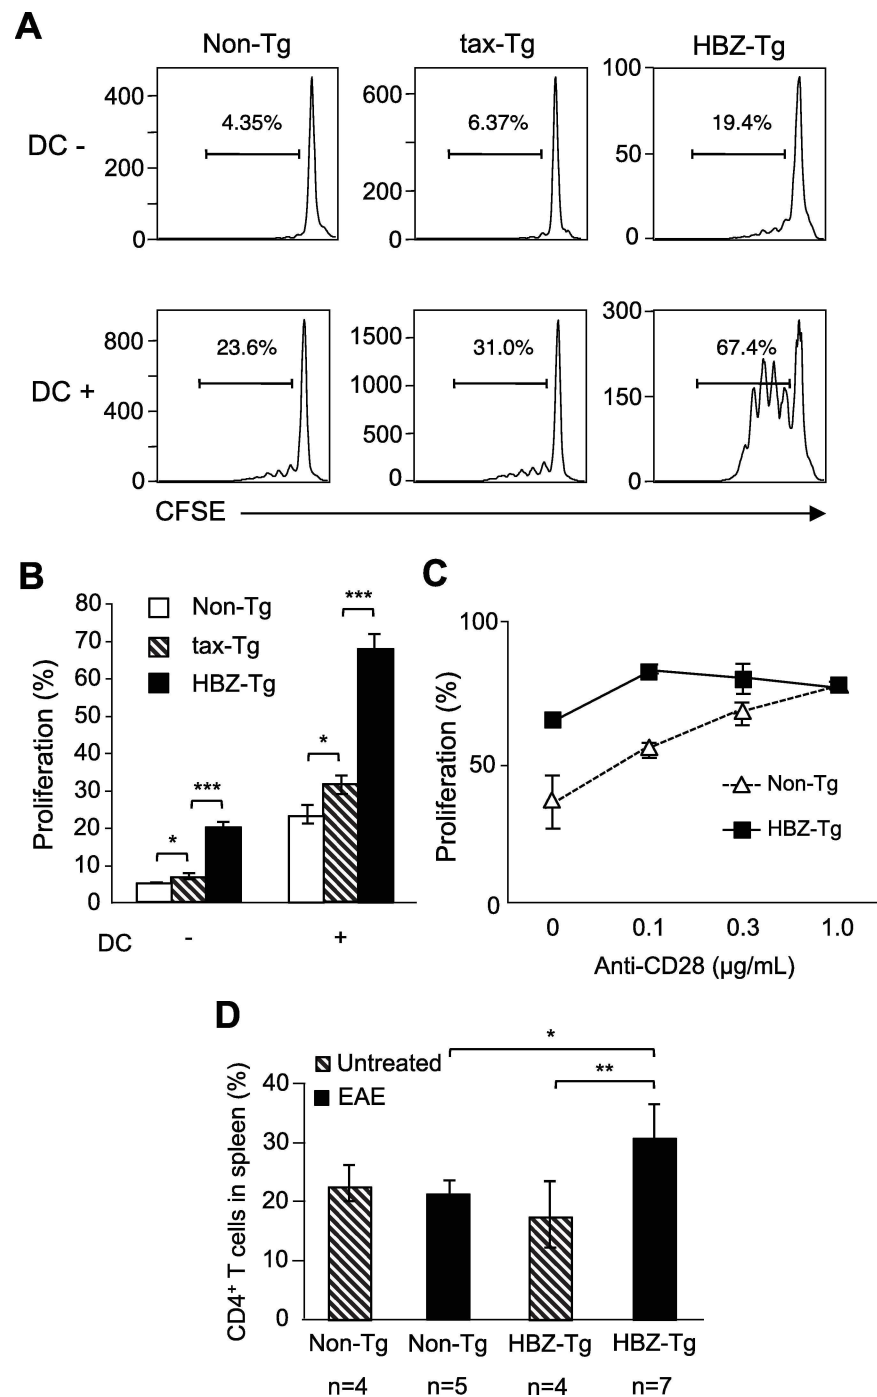 A
Non-Tg tax-Tg HBZ-Tg
DC -
400
200
0
4.35%
600
200
0
6.37%
100
50
0
19.4%
DC +
800
400
0
23.6%
1500
1000
500
0
31.0%
300
150
0
67.4%
CFSE
B
Proliferation (%)
80
70
60
50
40
30
20
10
0
Non-Tg
tax-Tg
HBZ-Tg
* *** * ***
DC - +
C
Proliferation (%)
100
50
0
Non-Tg
HBZ-Tg
0 0.1 0.3 1.0
Anti-CD28 (µg/mL)
D
CD4⁺ T cells in spleen (%)
40
30
20
10
0
Untreated
EAE
*
**
Non-Tg Non-Tg HBZ-Tg HBZ-Tg
n=4 n=5 n=4 n=7